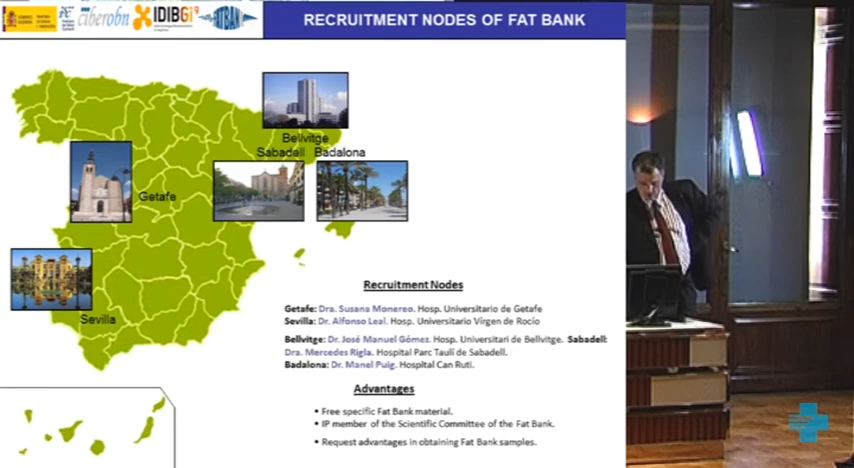 ciberobn
IDIBGi
FATBANK
RECRUITMENT NODES OF FAT BANK
Bellvitge
Sabadell Badalona
Getafe
Sevilla
Recruitment Nodes
Getafe: Dra. Susana Monereo. Hosp. Universitario de Getafe
Sevilla: Dr. Alfonso Leal. Hosp. Universitario Virgen de Rocío
Bellvitge: Dr. José Manuel Gómez. Hosp. Universitari de Bellvitge. Sabadell:
Dra. Mercedes Rigla. Hospital Parc Taulí de Sabadell.
Badalona: Dr. Manel Puig. Hospital Can Ruti.
Advantages
• Free specific Fat Bank material.
• IP member of the Scientific Committee of the Fat Bank.
• Request advantages in obtaining Fat Bank samples.